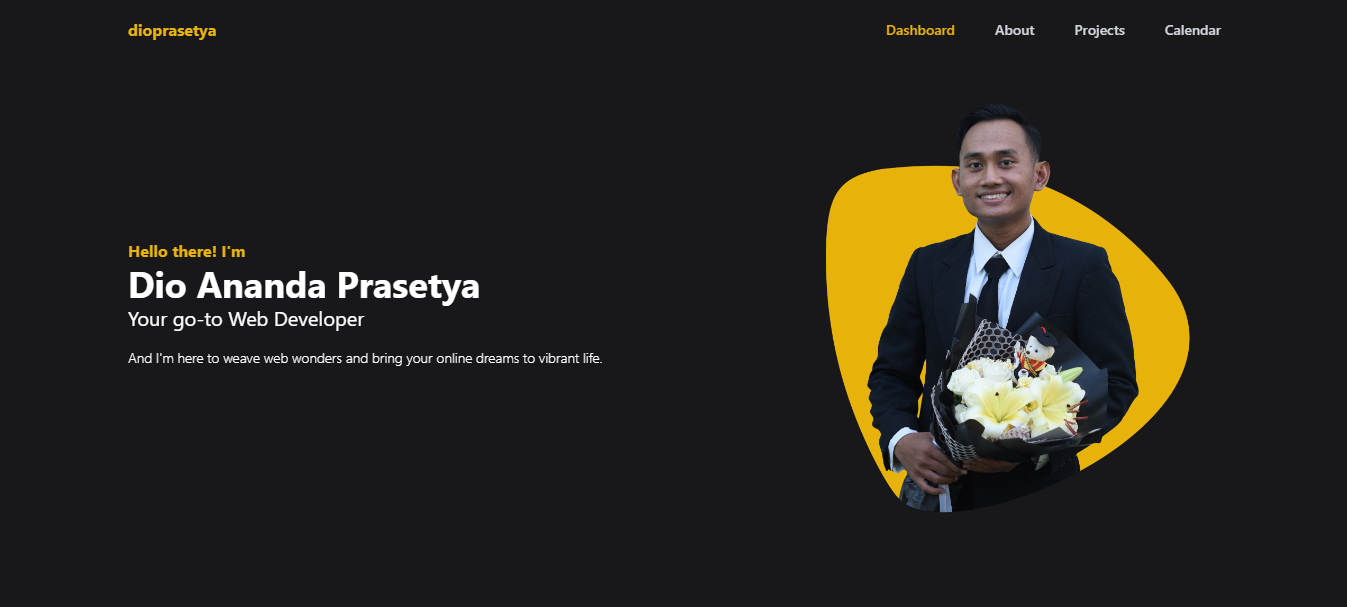 dioprasetya
Dashboard About Projects Calendar
Hello there! I'm
Dio Ananda Prasetya
Your go-to Web Developer
And I'm here to weave web wonders and bring your online dreams to vibrant life.